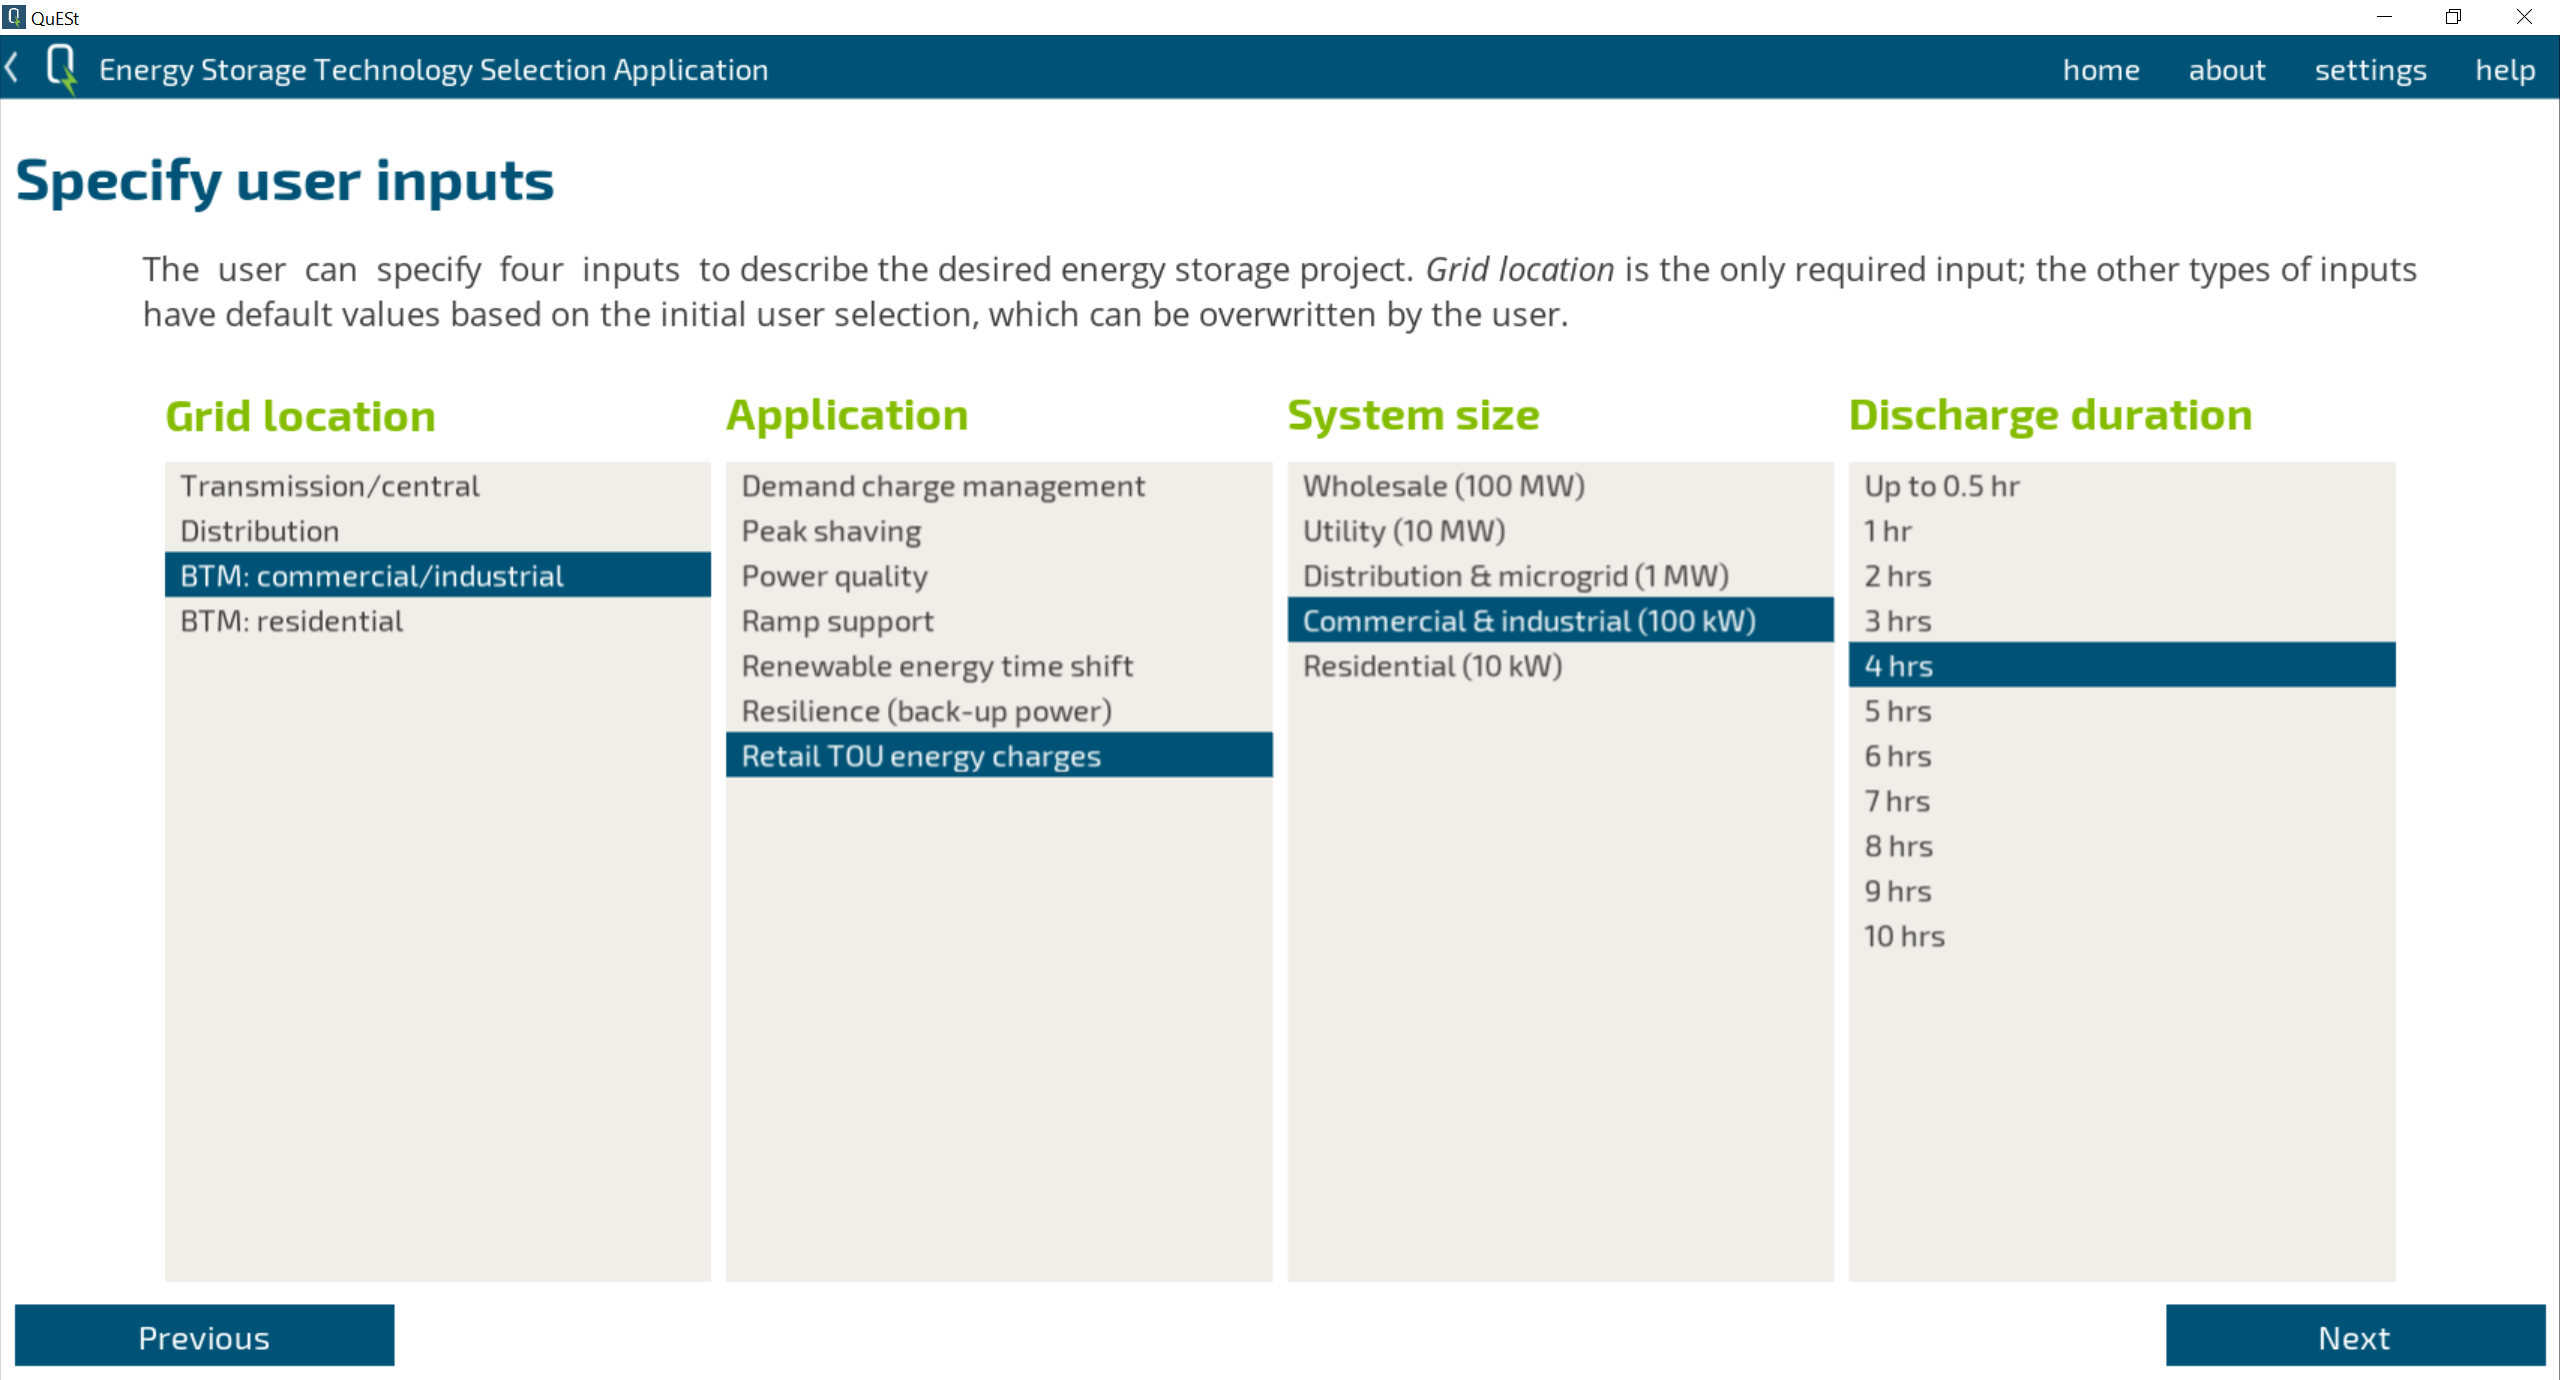 QuESt
Energy Storage Technology Selection Application
home about settings help
Specify user inputs
The user can specify four inputs to describe the desired energy storage project. Grid location is the only required input; the other types of inputs
have default values based on the initial user selection, which can be overwritten by the user.
Grid location
Transmission/central
Distribution
BTM: commercial/industrial
BTM: residential
Application
Demand charge management
Peak shaving
Power quality
Ramp support
Renewable energy time shift
Resilience (back-up power)
Retail TOU energy charges
System size
Wholesale (100 MW)
Utility (10 MW)
Distribution & microgrid (1 MW)
Commercial & industrial (100 kW)
Residential (10 kW)
Discharge duration
Up to 0.5 hr
1 hr
2 hrs
3 hrs
4 hrs
5 hrs
6 hrs
7 hrs
8 hrs
9 hrs
10 hrs
Previous
Next